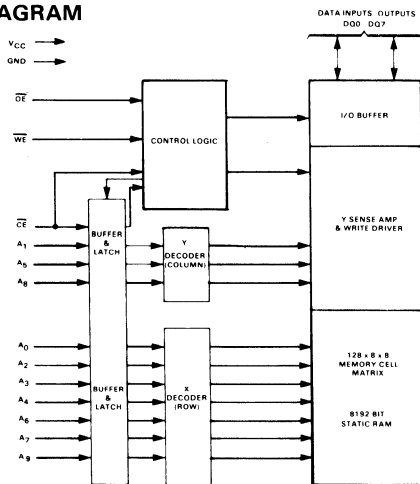 AGRAM
DATA INPUTS OUTPUTS
DQ0 DQ7
VCC
GND
OE
I/O BUFFER
WE
CONTROL LOGIC
CE
BUFFER
&
LATCH
Y
DECODER
(COLUMN)
Y SENSE AMP
& WRITE DRIVER
A1
A5
A8
A0
A2
A3
A4
A6
A7
A9
BUFFER
&
LATCH
X
DECODER
(ROW)
128 x 8 x 8
MEMORY CELL
MATRIX
8192 BIT
STATIC RAM